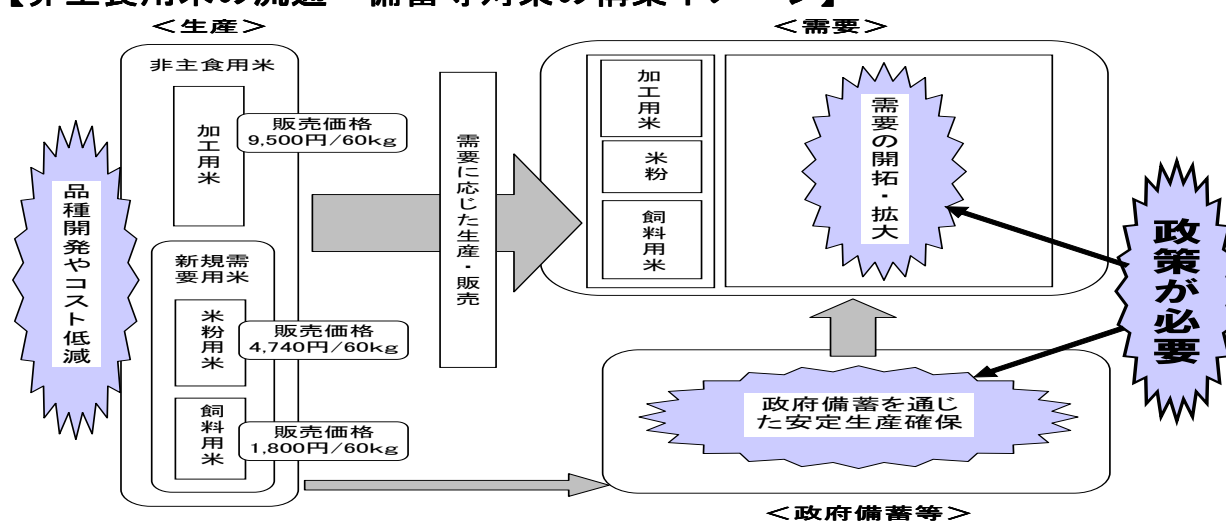 【非主食用米の流通・備蓄等対策の構築イメージ】
＜生産＞
非主食用米
加工用米
販売価格
9,500円/60kg
新規需
要用米
米粉用米
販売価格
4,740円/60kg
飼料用米
販売価格
1,800円/60kg
品種開発やコスト低減
需要に応じた生産・販売
＜需要＞
加工用米
米粉
飼料用米
需要の開拓・拡大
政策が必要
政府備蓄を通じ
た安定生産確保
＜政府備蓄等＞